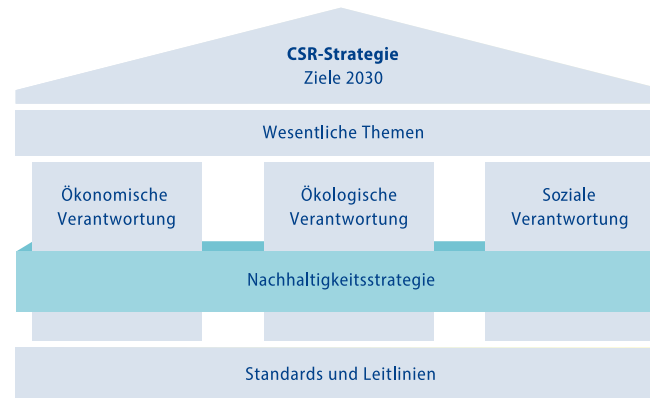 CSR-Strategie
Ziele 2030
Wesentliche Themen
Ökonomische
Verantwortung
Ökologische
Verantwortung
Soziale
Verantwortung
Nachhaltigkeitsstrategie
Standards und Leitlinien